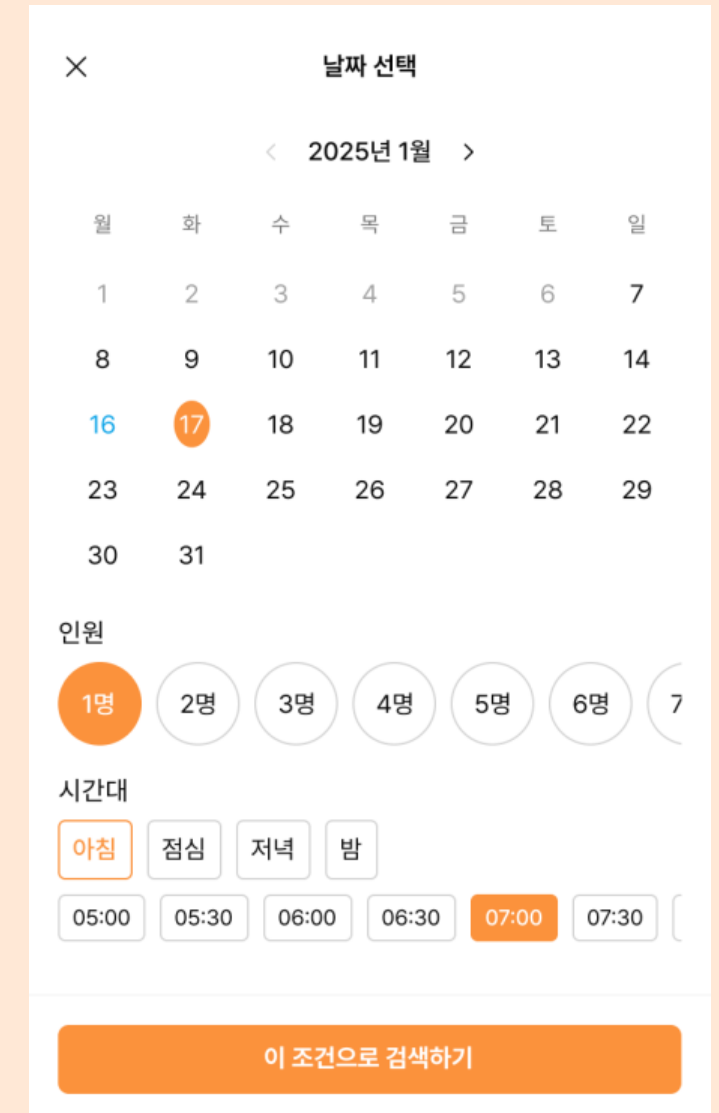 날짜 선택
2025년 1월
월 화 수 목 금 토 일
1 2 3 4 5 6 7
8 9 10 11 12 13 14
16 17 18 19 20 21 22
23 24 25 26 27 28 29
30 31
인원
1명 2명 3명 4명 5명 6명 7
시간대
아침 점심 저녁 밤
05:00 05:30 06:00 06:30 07:00 07:30
이 조건으로 검색하기